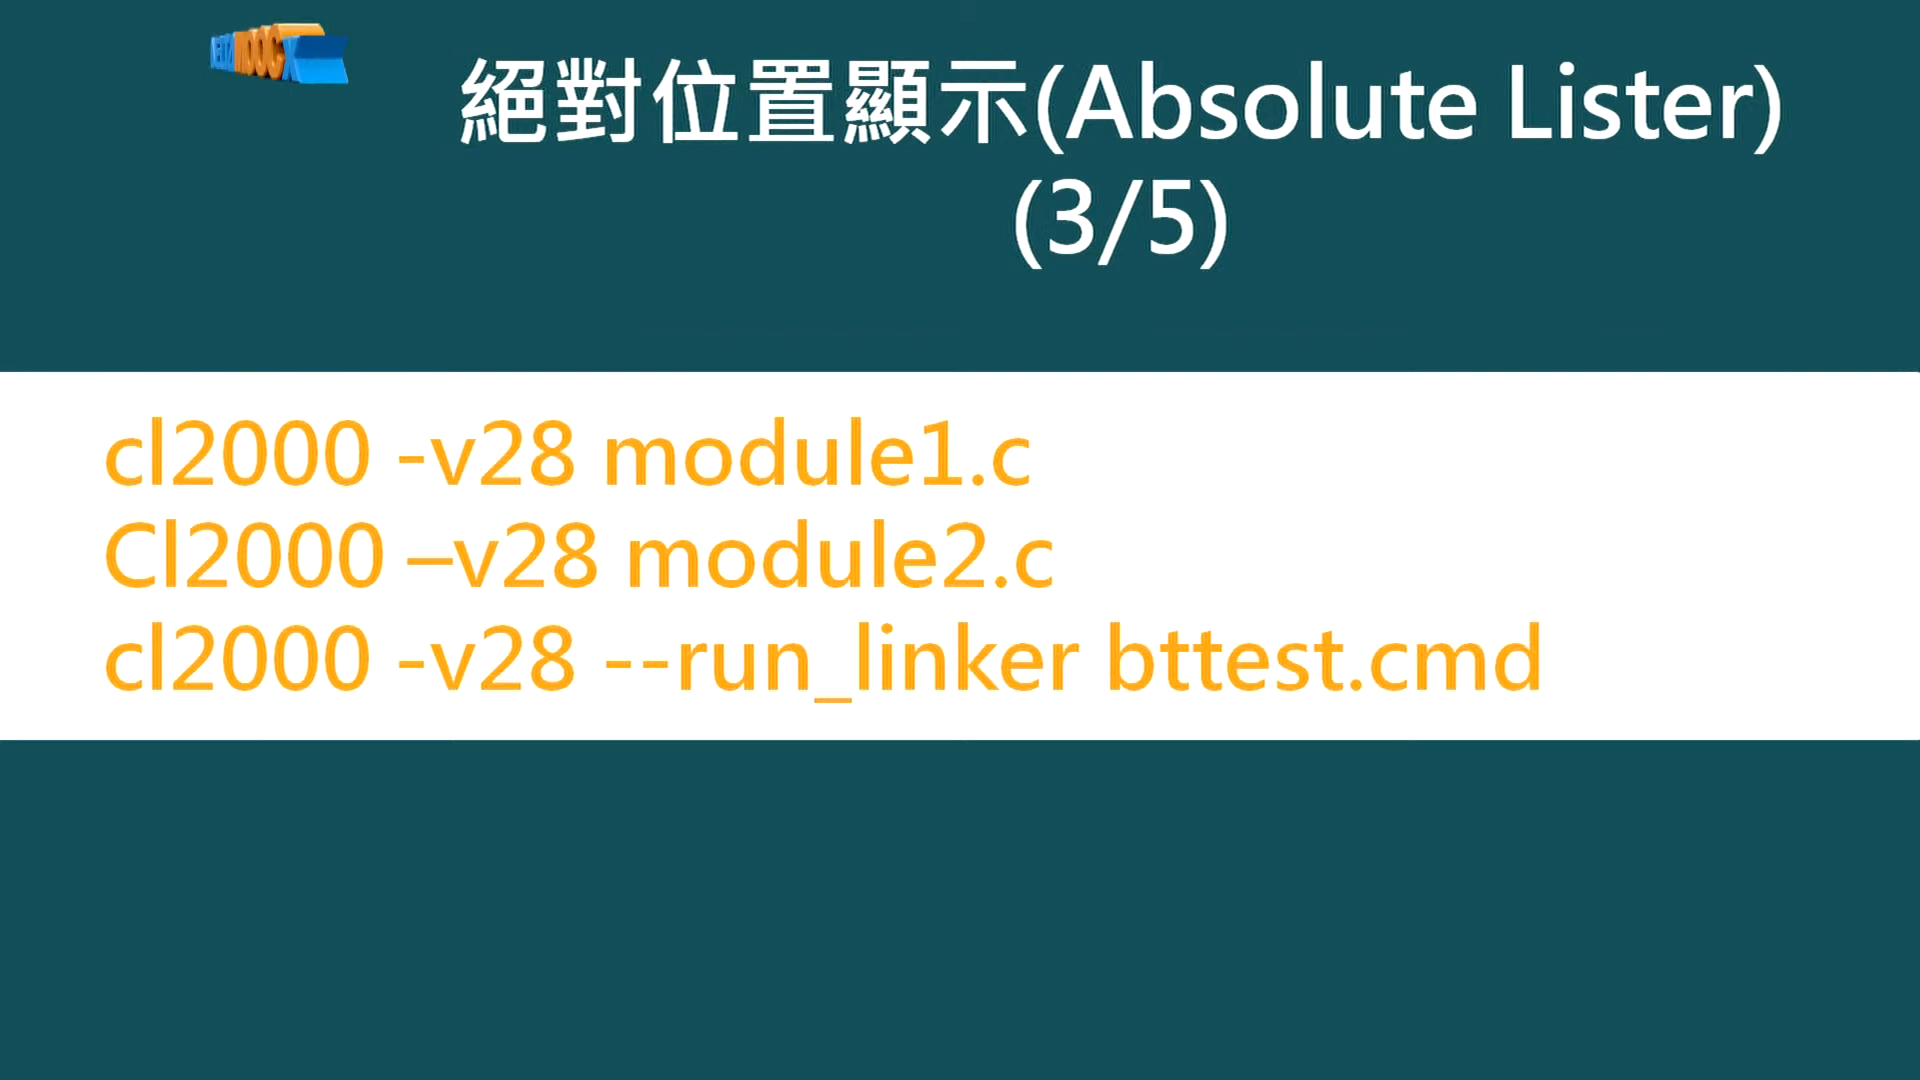 DELTAMOOCX
絕對位置顯示(Absolute Lister)
(3/5)
cl2000 -v28 module1.c
Cl2000 –v28 module2.c
cl2000 -v28 --run_linker bttest.cmd